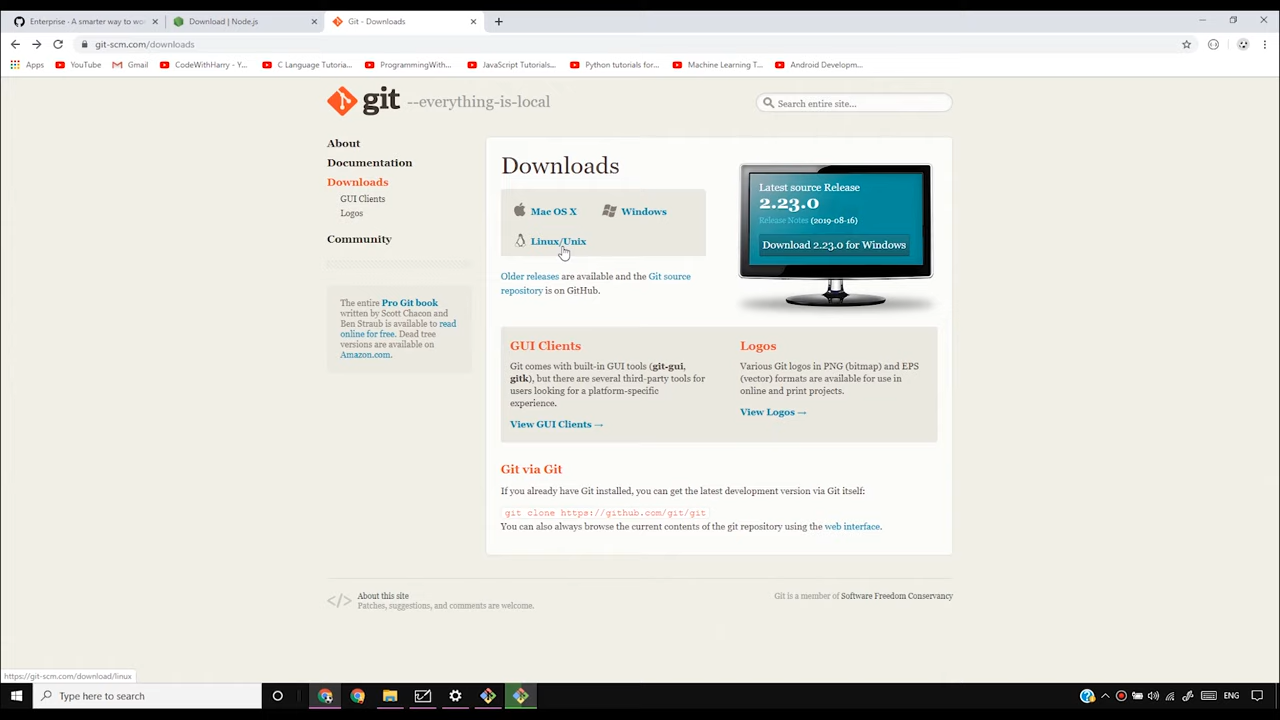 Enterprise - A smarter way to wo
Download | Node.js
Git - Downloads
git-scm.com/downloads
Apps
YouTube
Gmail
CodeWithHarry - Y...
C Language Tutoria...
ProgrammingWith...
JavaScript Tutorials...
Python tutorials for...
Machine Learning T...
Android Developm...
git --everything-is-local
Search entire site...
About
Documentation
Downloads
GUI Clients
Logos
Community
The entire Pro Git book
written by Scott Chacon and
Ben Straub is available to read
online for free. Dead tree
versions are available on
Amazon.com.
Downloads
Mac OS X
Windows
Linux/Unix
Older releases are available and the Git source
repository is on GitHub.
Latest source Release
2.23.0
Release Notes (2019-08-16)
Download 2.23.0 for Windows
GUI Clients
Git comes with built-in GUI tools (git-gui,
gitk), but there are several third-party tools for
users looking for a platform-specific
experience.
View GUI Clients →
Logos
Various Git logos in PNG (bitmap) and EPS
(vector) formats are available for use in
online and print projects.
View Logos →
Git via Git
If you already have Git installed, you can get the latest development version via Git itself:
git clone https://github.com/git/git
You can also always browse the current contents of the git repository using the web interface.
</> About this site
Patches, suggestions, and comments are welcome.
Git is a member of Software Freedom Conservancy
https://git-scm.com/download/linux
Type here to search
ENG